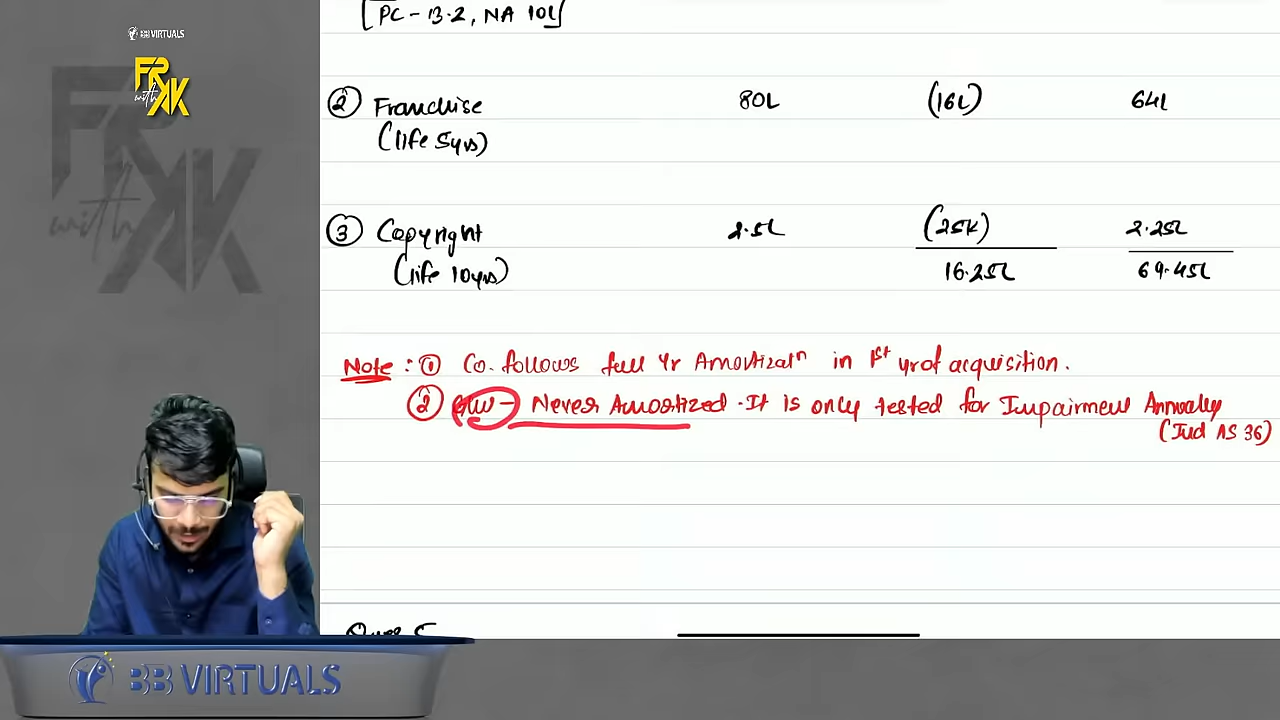 [PC - 13.2, NA 10L]
BB VIRTUALS
FR
with
KK
② Franchise 80L (16L) 64L
(life 5yrs)
③ Copyright 2.5L (25K) 2.25L
(life 10yrs) 16.25L 69.45L
Note : ① Co. follows full Yr Amortizatn in 1st yr of acquisition.
② GW - Never Amortized. It is only tested for Impairment Annually
(Ind AS 36)
Ques 5
BB VIRTUALS